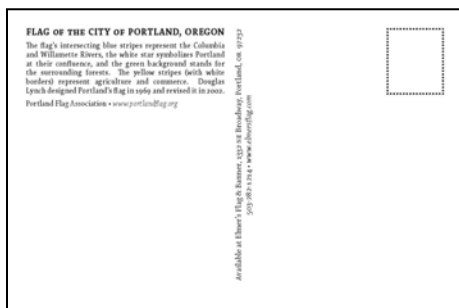 FLAG OF THE CITY OF PORTLAND, OREGON
The flag's intersecting blue stripes represent the Columbia
and Willamette Rivers, the white star symbolizes Portland
at their confluence, and the green background stands for
the surrounding forests. The yellow stripes (with white
borders) represent agriculture and commerce. Douglas
Lynch designed Portland's flag in 1969 and revised it in 2002.
Portland Flag Association • www.portlandflag.org
Available at Elmer's Flag & Banner, 1332 NE Broadway, Portland, OR 97232
503-287-1214 • www.elmersflag.com